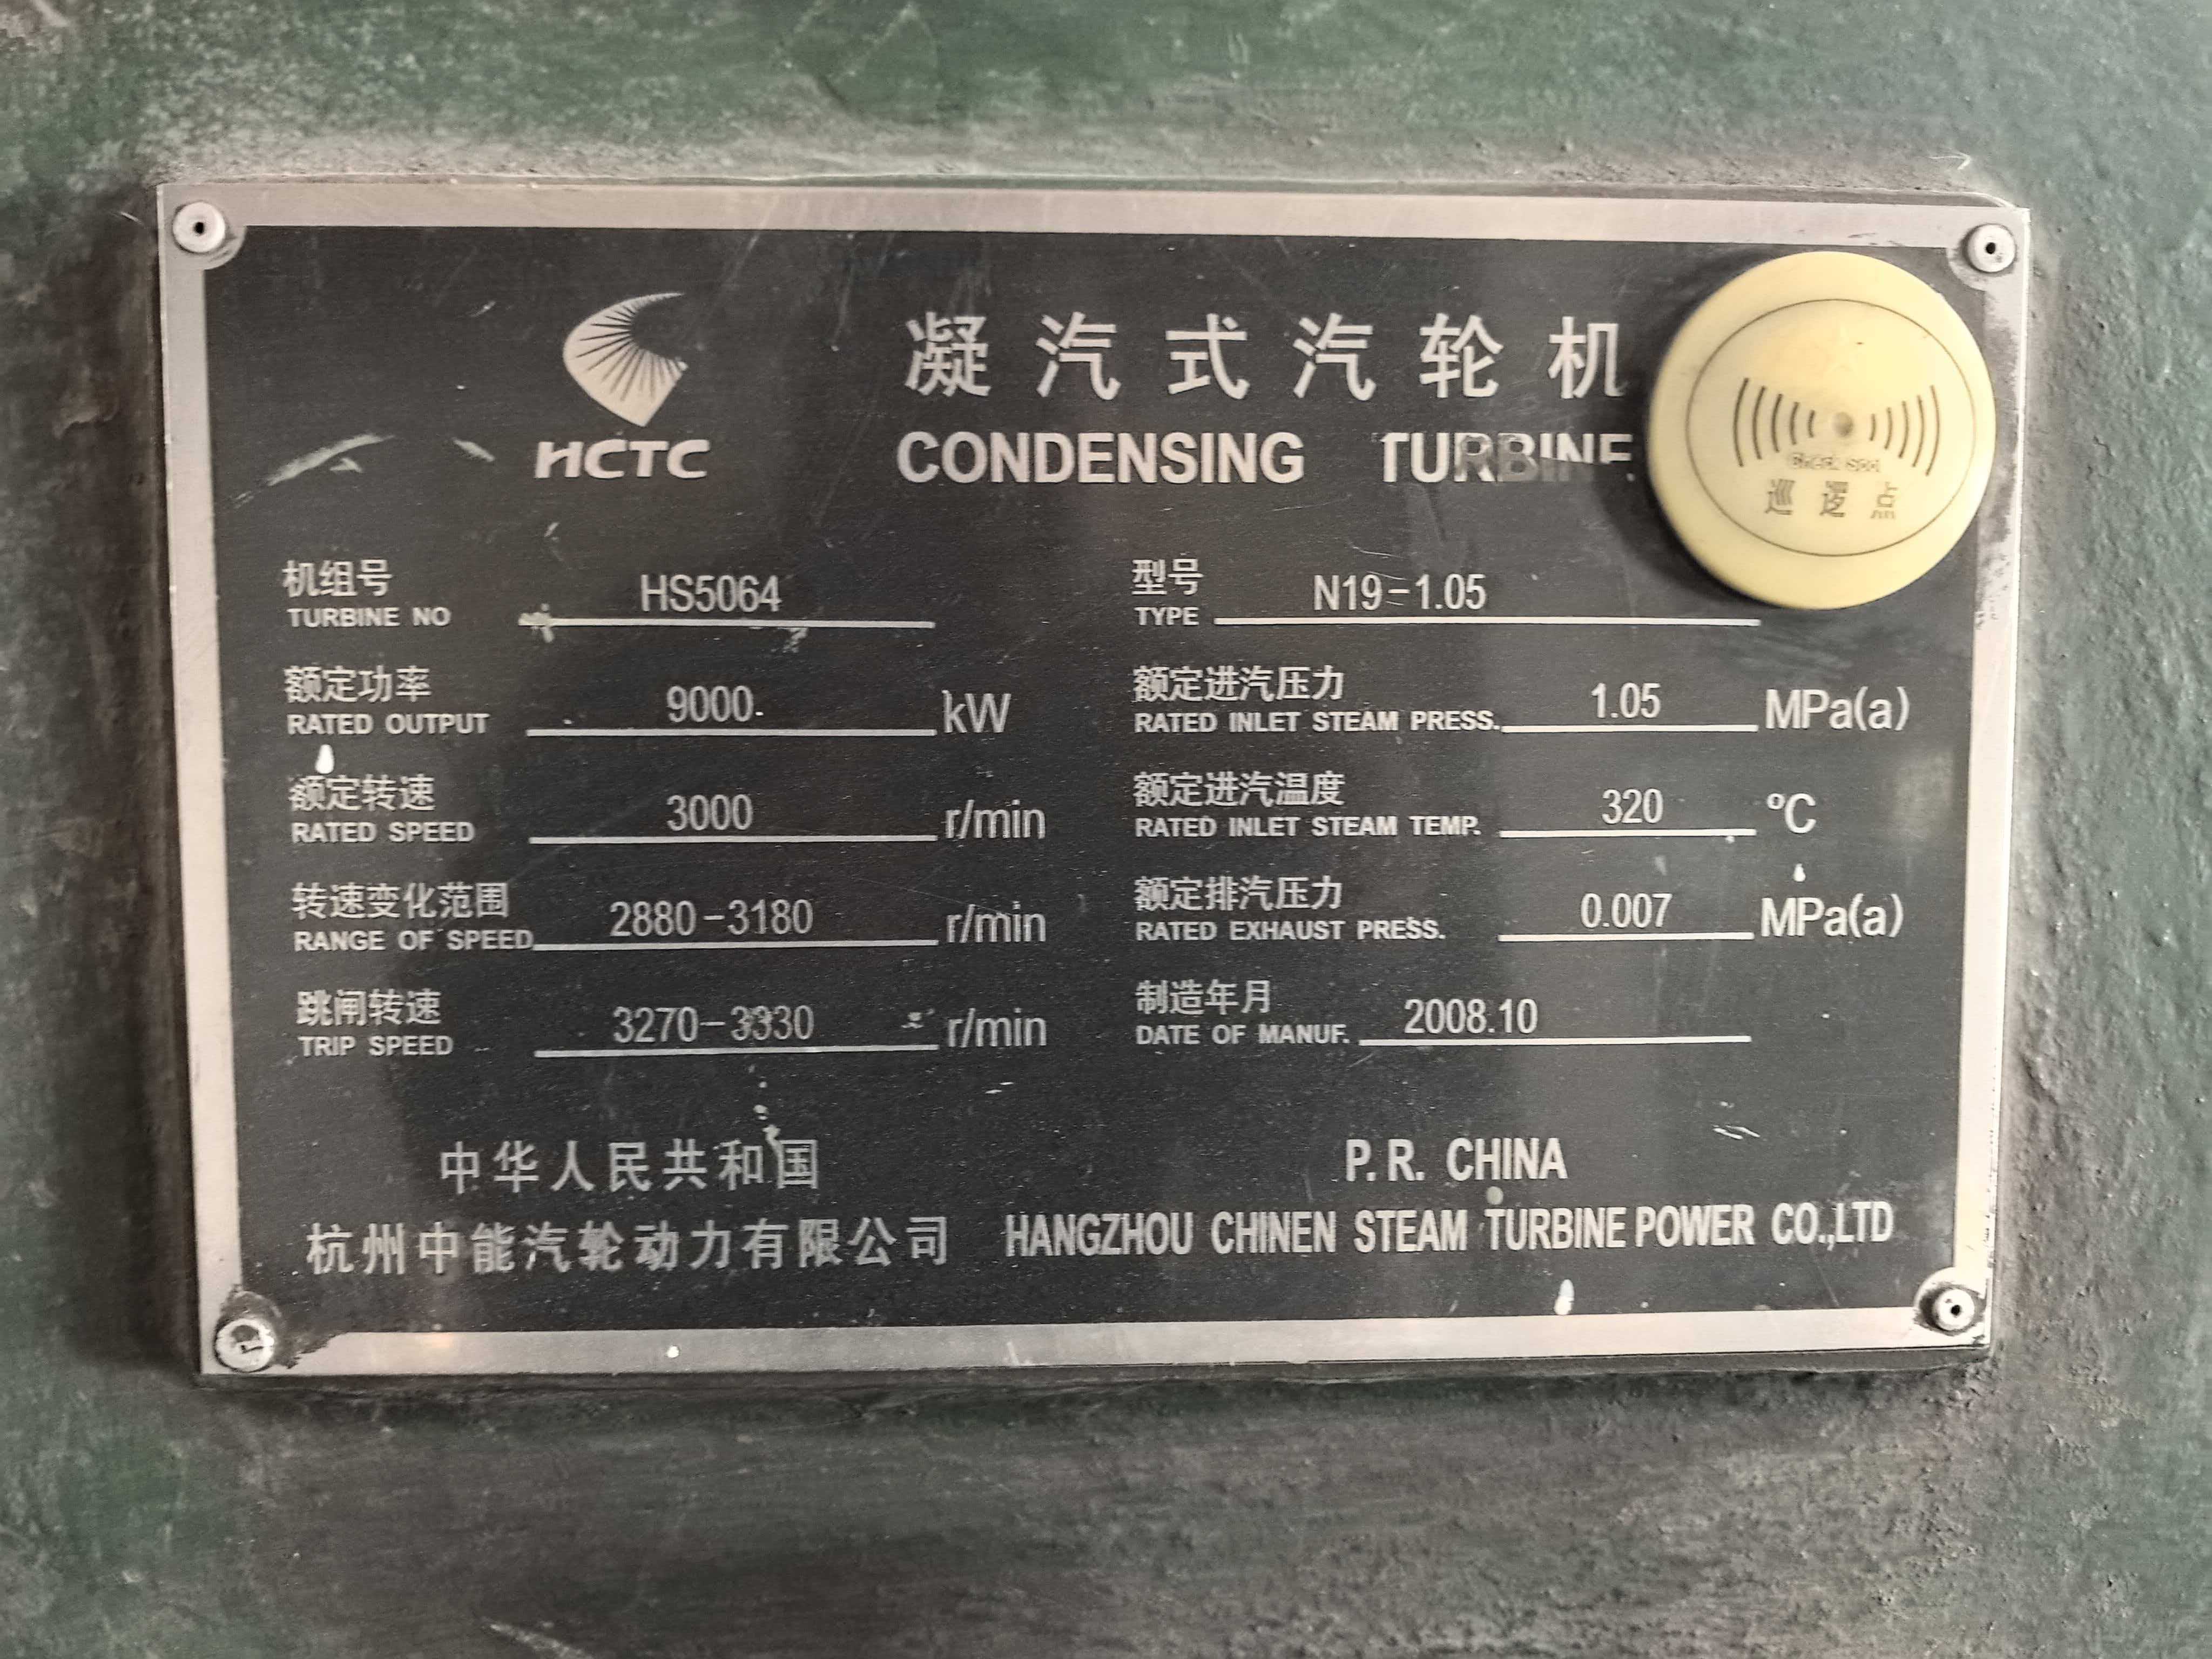 HCTC
凝汽式汽轮机
CONDENSING TURBINE
Check spot
巡逻点
机组号 HS5064
TURBINE NO
型号 N19-1.05
TYPE
额定功率 9000 kW
RATED OUTPUT
额定进汽压力 1.05 MPa(a)
RATED INLET STEAM PRESS.
额定转速 3000 r/min
RATED SPEED
额定进汽温度 320 °C
RATED INLET STEAM TEMP.
转速变化范围 2880-3180 r/min
RANGE OF SPEED
额定排汽压力 0.007 MPa(a)
RATED EXHAUST PRESS.
跳闸转速 3270-3330 r/min
TRIP SPEED
制造年月 2008.10
DATE OF MANUF.
中华人民共和国 P.R. CHINA
杭州中能汽轮动力有限公司 HANGZHOU CHINEN STEAM TURBINE POWER CO.,LTD